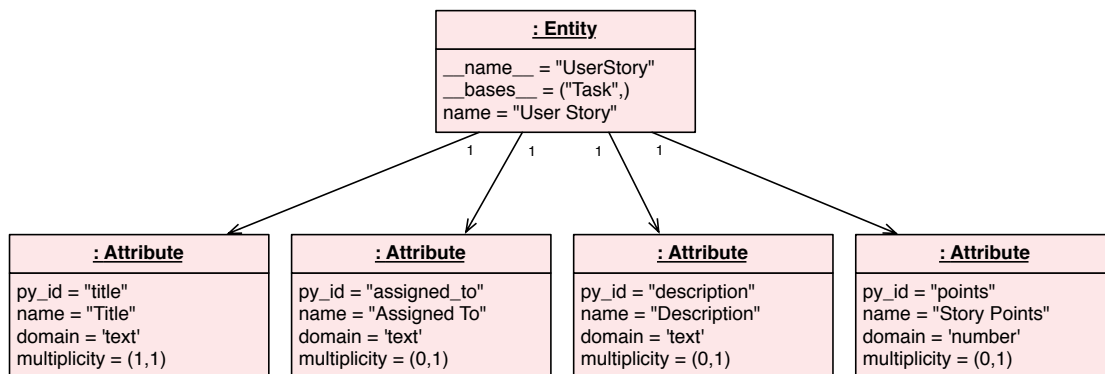 : Entity
__name__ = "UserStory"
__bases__ = ("Task",)
name = "User Story"
1
1
1
1
: Attribute
py_id = "title"
name = "Title"
domain = 'text'
multiplicity = (1,1)
: Attribute
py_id = "assigned_to"
name = "Assigned To"
domain = 'text'
multiplicity = (0,1)
: Attribute
py_id = "description"
name = "Description"
domain = 'text'
multiplicity = (0,1)
: Attribute
py_id = "points"
name = "Story Points"
domain = 'number'
multiplicity = (0,1)